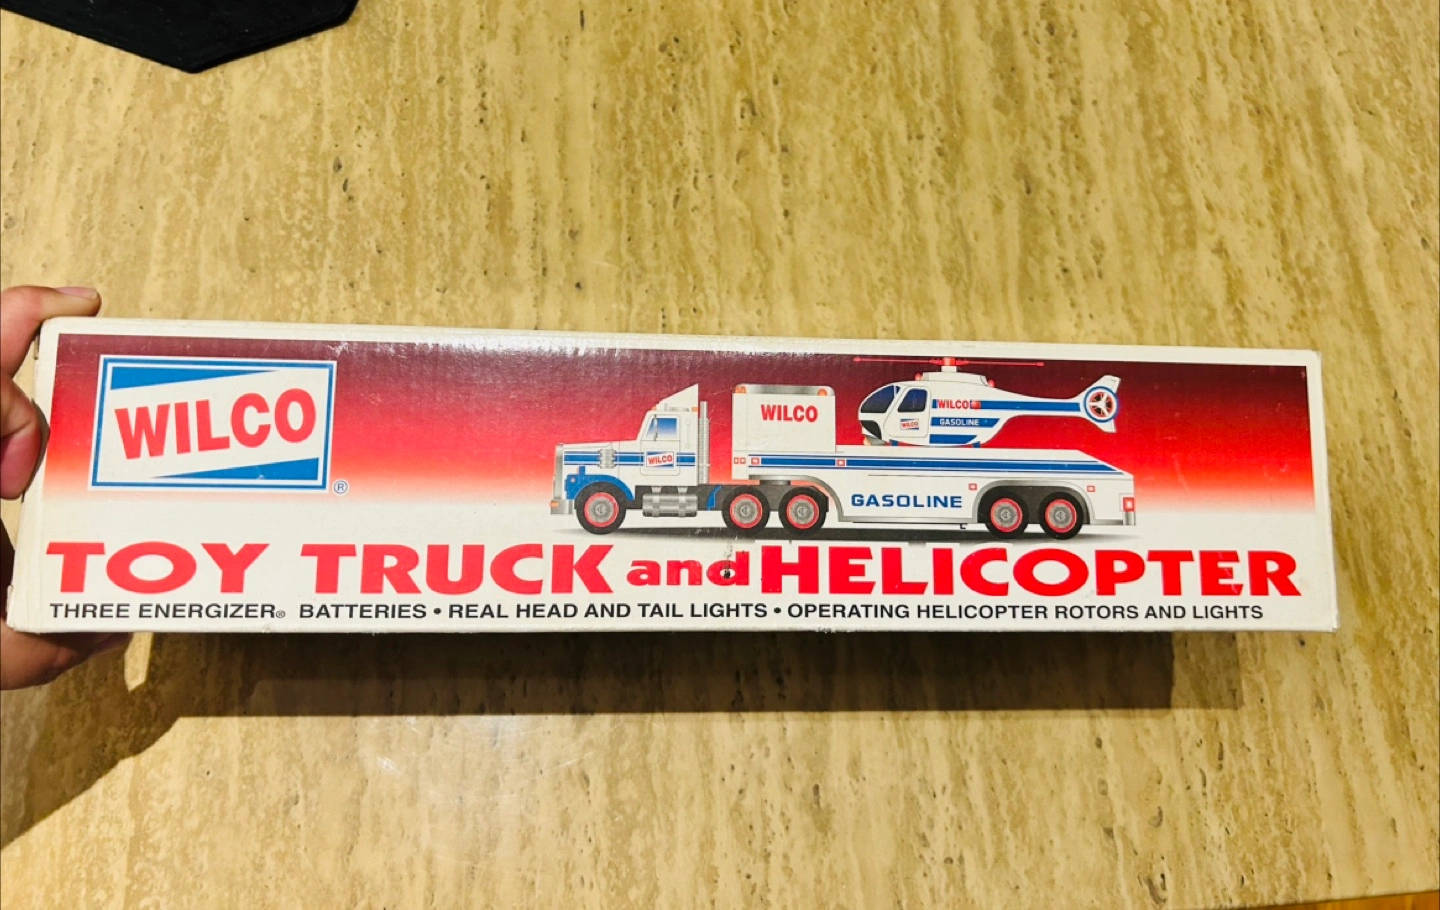 WILCO
®
WILCO
WILCO
GASOLINE
WILCO
GASOLINE
WILCO
TOY TRUCK and HELICOPTER
THREE ENERGIZER® BATTERIES • REAL HEAD AND TAIL LIGHTS • OPERATING HELICOPTER ROTORS AND LIGHTS